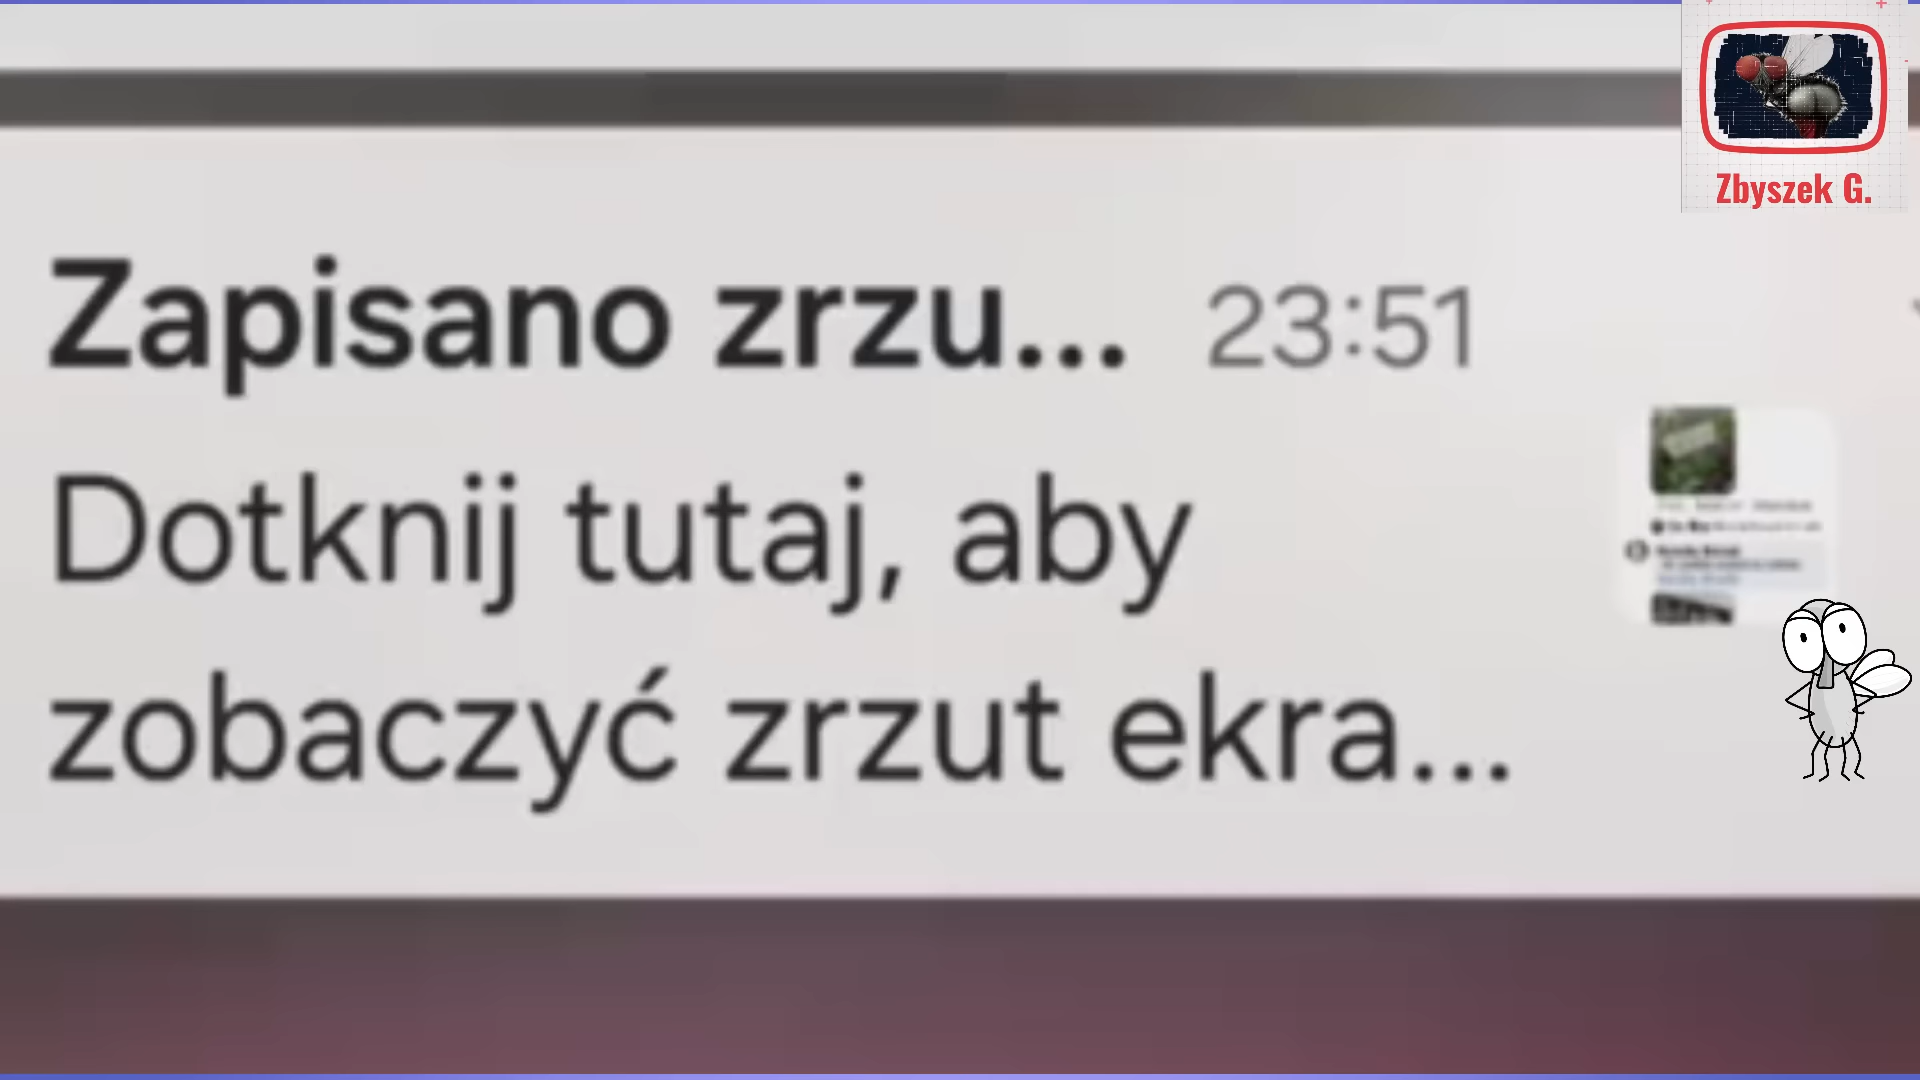 Zbyszek G.
Zapisano zrzu... 23:51
Dotknij tutaj, aby
zobaczyć zrzut ekra...